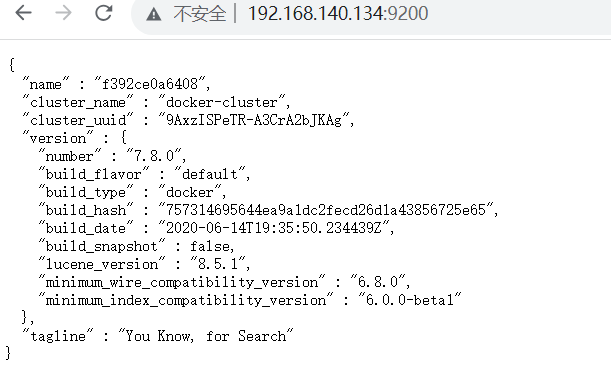 不安全 | 192.168.140.134:9200
{
"name" : "f392ce0a6408",
"cluster_name" : "docker-cluster",
"cluster_uuid" : "9AxzISPeTR-A3CrA2bJKAg",
"version" : {
"number" : "7.8.0",
"build_flavor" : "default",
"build_type" : "docker",
"build_hash" : "757314695644ea9a1dc2fecd26d1a43856725e65",
"build_date" : "2020-06-14T19:35:50.234439Z",
"build_snapshot" : false,
"lucene_version" : "8.5.1",
"minimum_wire_compatibility_version" : "6.8.0",
"minimum_index_compatibility_version" : "6.0.0-beta1"
},
"tagline" : "You Know, for Search"
}